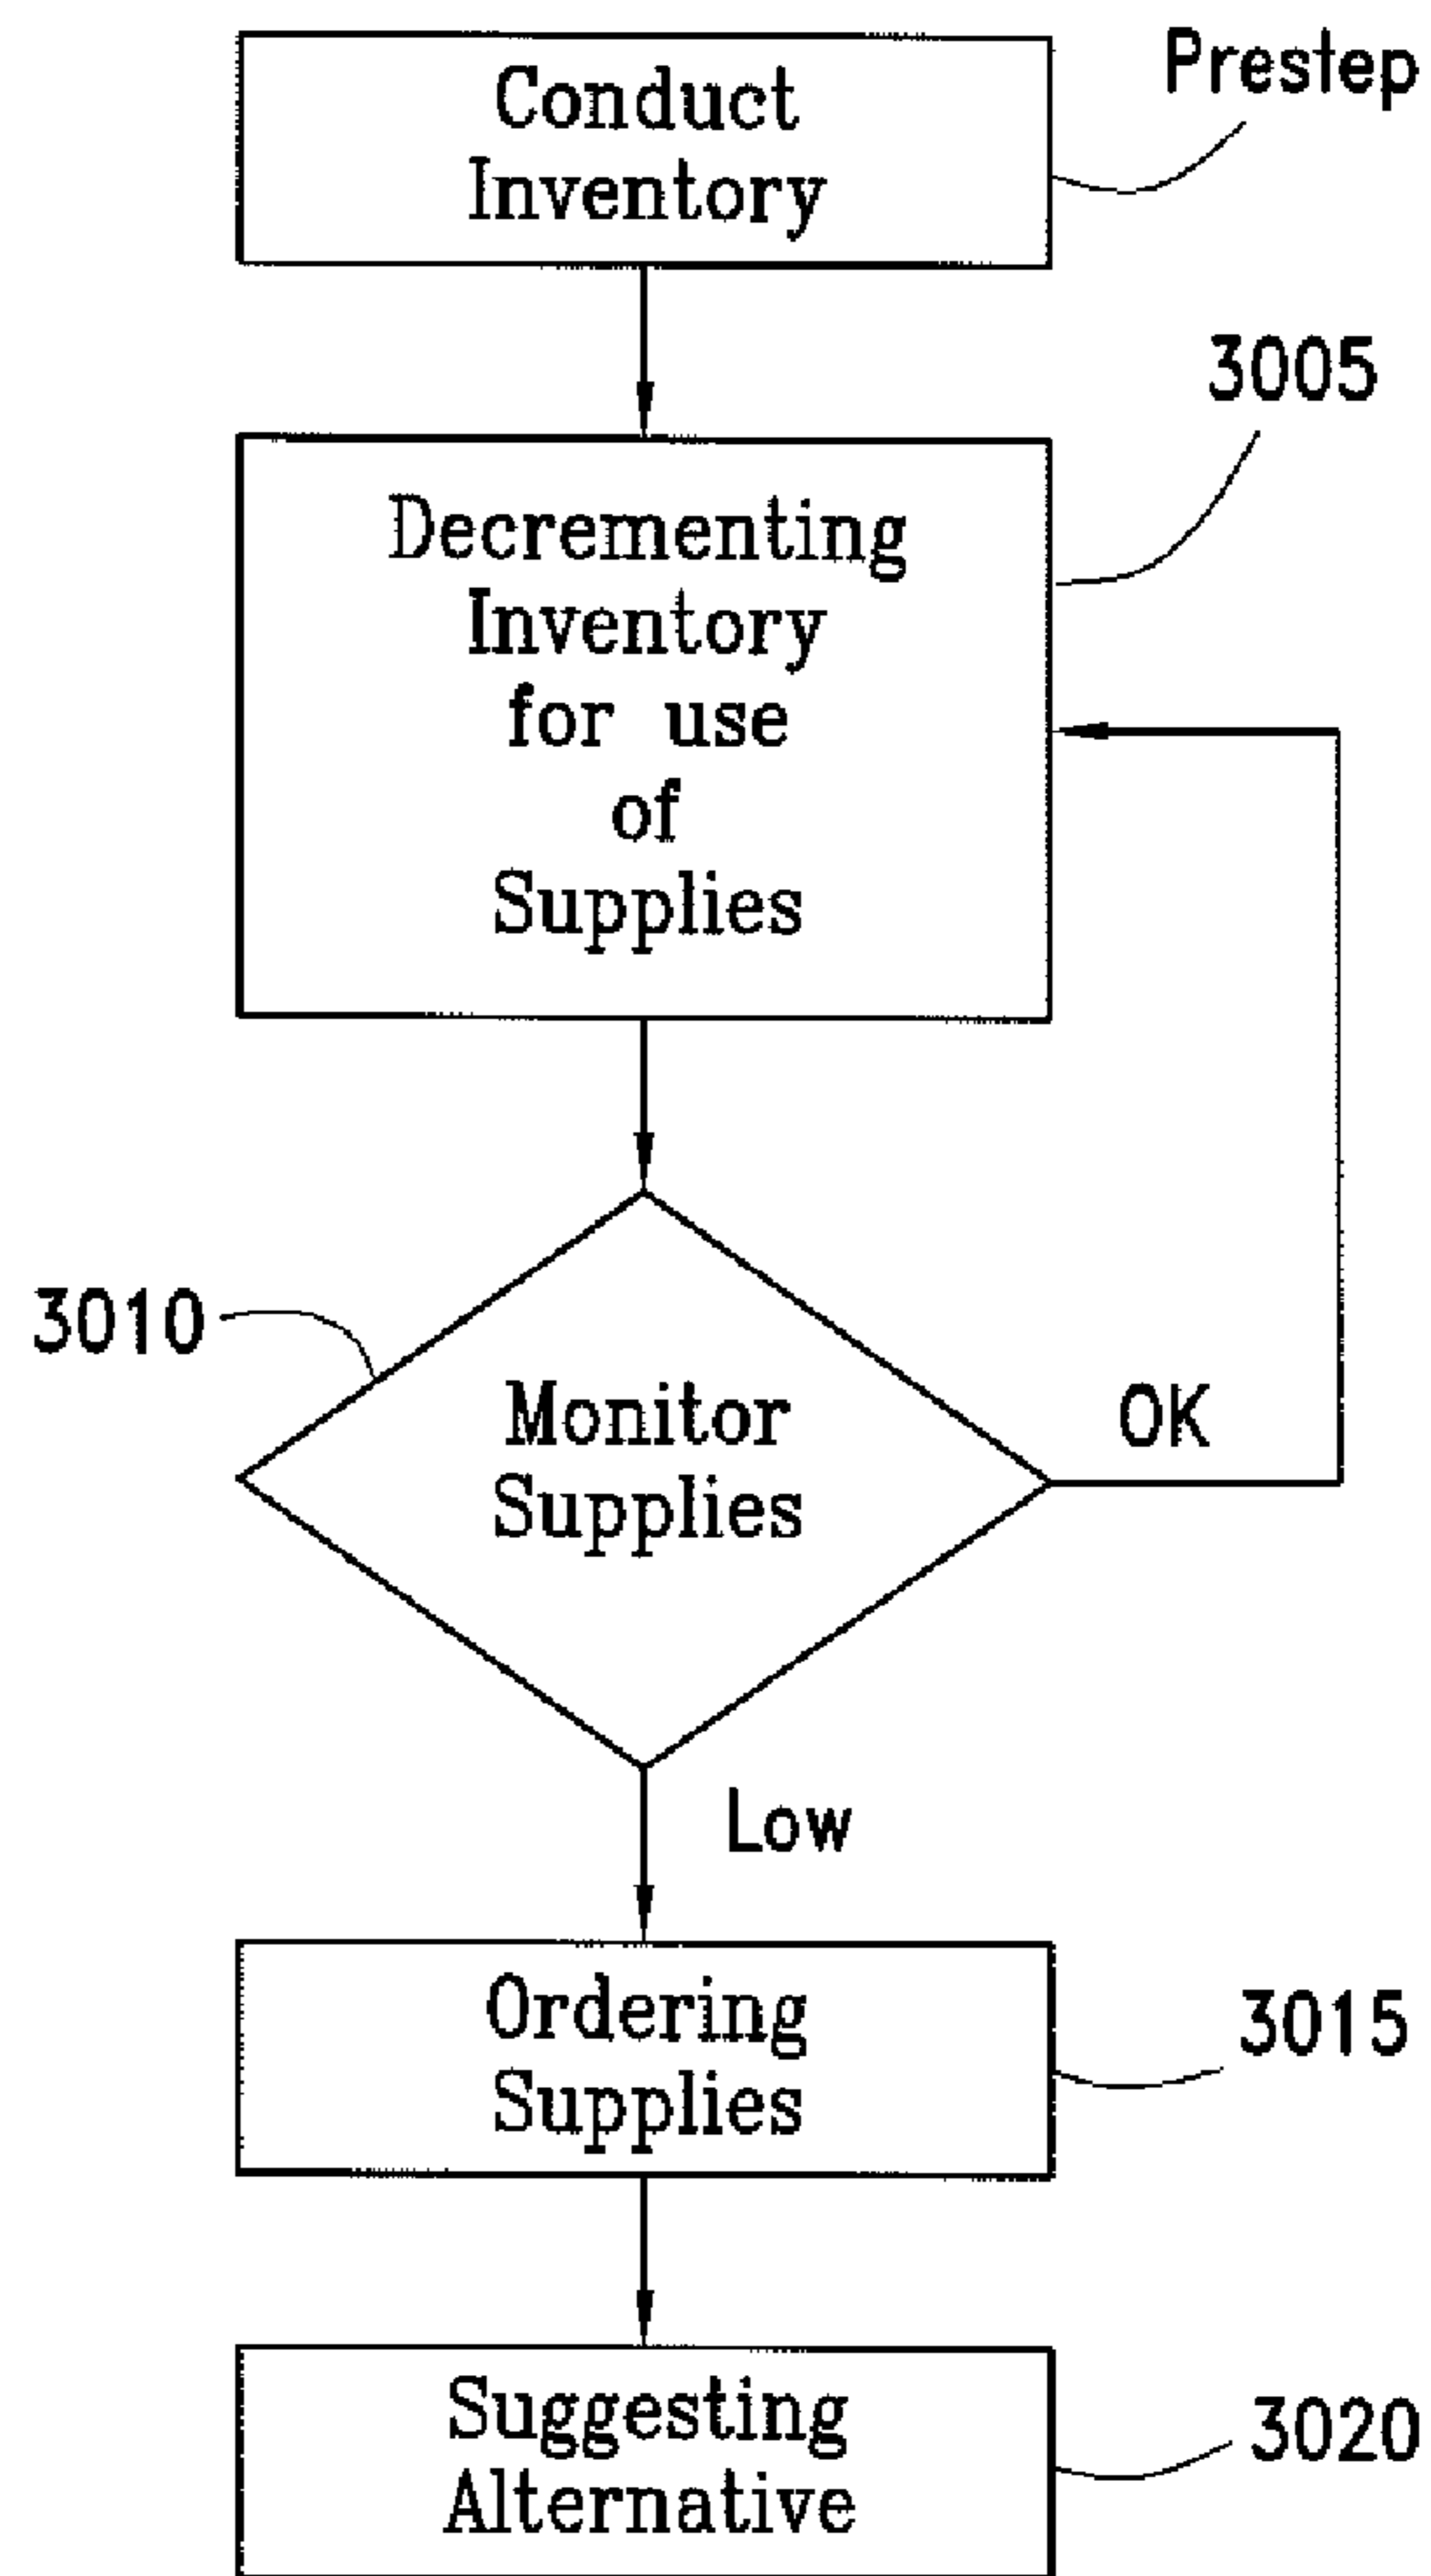 Prestep
Conduct
Inventory
3005
Decrementing
Inventory
for use
of
Supplies
3010
Monitor
Supplies
OK
Low
Ordering
Supplies
3015
Suggesting
Alternative
3020